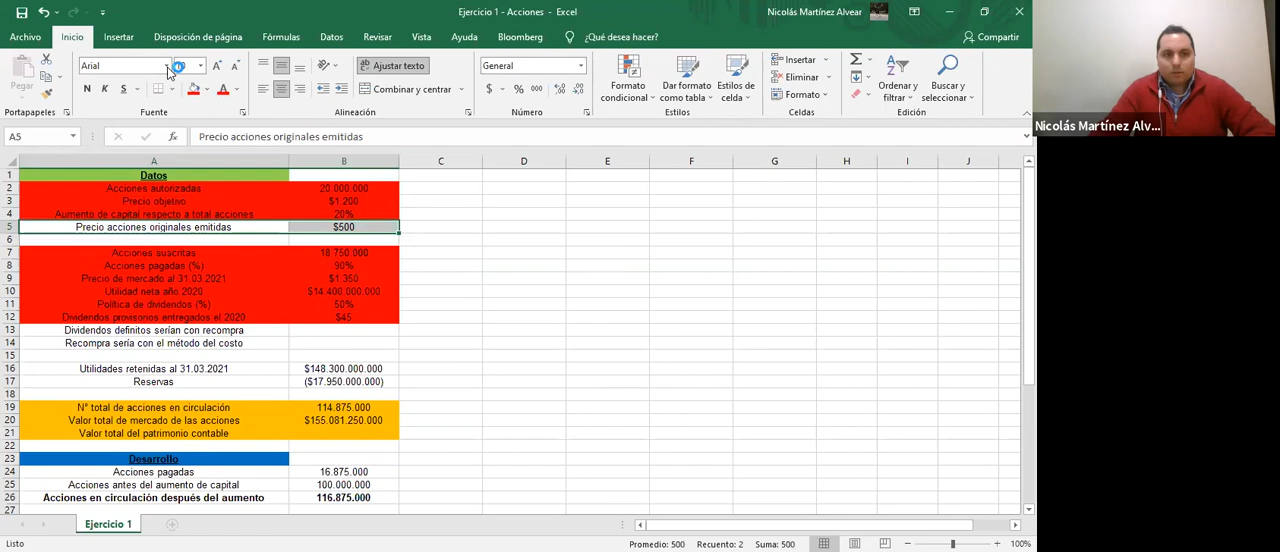 Ejercicio 1 - Acciones - Excel
Nicolás Martínez Alvear
Archivo Inicio Insertar Disposición de página Fórmulas Datos Revisar Vista Ayuda Bloomberg ¿Qué desea hacer? Compartir
Pegar
Arial
N K S
A A A
Ajustar texto
Combinar y centrar
General
$ % 000
Formato condicional
Dar formato como tabla
Estilos de celda
Insertar
Eliminar
Formato
Ordenar y filtrar
Buscar y seleccionar
Portapapeles Fuente Alineación Número Estilos Celdas Edición
Nicolás Martínez Alv...
A5 fx Precio acciones originales emitidas
A B C D E F G H I J
1 Datos
2 Acciones autorizadas 20.000.000
3 Precio objetivo $1.200
4 Aumento de capital respecto a total acciones 20%
5 Precio acciones originales emitidas $500
6
7 Acciones suscritas 18.750.000
8 Acciones pagadas (%) 90%
9 Precio de mercado al 31.03.2021 $1.350
10 Utilidad neta año 2020 $14.400.000.000
11 Política de dividendos (%) 50%
12 Dividendos provisorios entregados el 2020 $45
13 Dividendos definitos serían con recompra
14 Recompra sería con el método del costo
15
16 Utilidades retenidas al 31.03.2021 $148.300.000.000
17 Reservas ($17.950.000.000)
18
19 N° total de acciones en circulación 114.875.000
20 Valor total de mercado de las acciones $155.081.250.000
21 Valor total del patrimonio contable
22
23 Desarrollo
24 Acciones pagadas 16.875.000
25 Acciones antes del aumento de capital 100.000.000
26 Acciones en circulación después del aumento 116.875.000
27
Ejercicio 1
Listo Promedio: 500 Recuento: 2 Suma: 500 100%